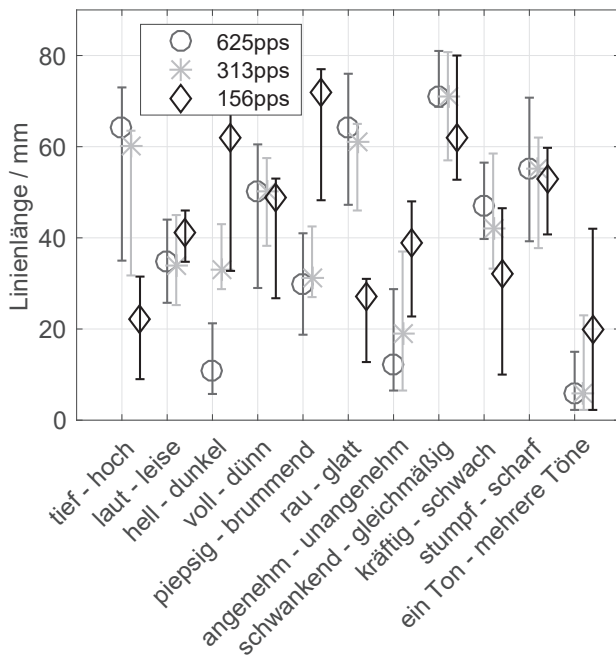 625pps
313pps
156pps
Linienlänge / mm
80
60
40
20
0
tief - hoch
laut - leise
hell - dunkel
voll - dünn
piepsig - brummend
rau - glatt
angenehm - unangenehm
schwankend - gleichmäßig
kräftig - schwach
stumpf - scharf
ein Ton - mehrere Töne